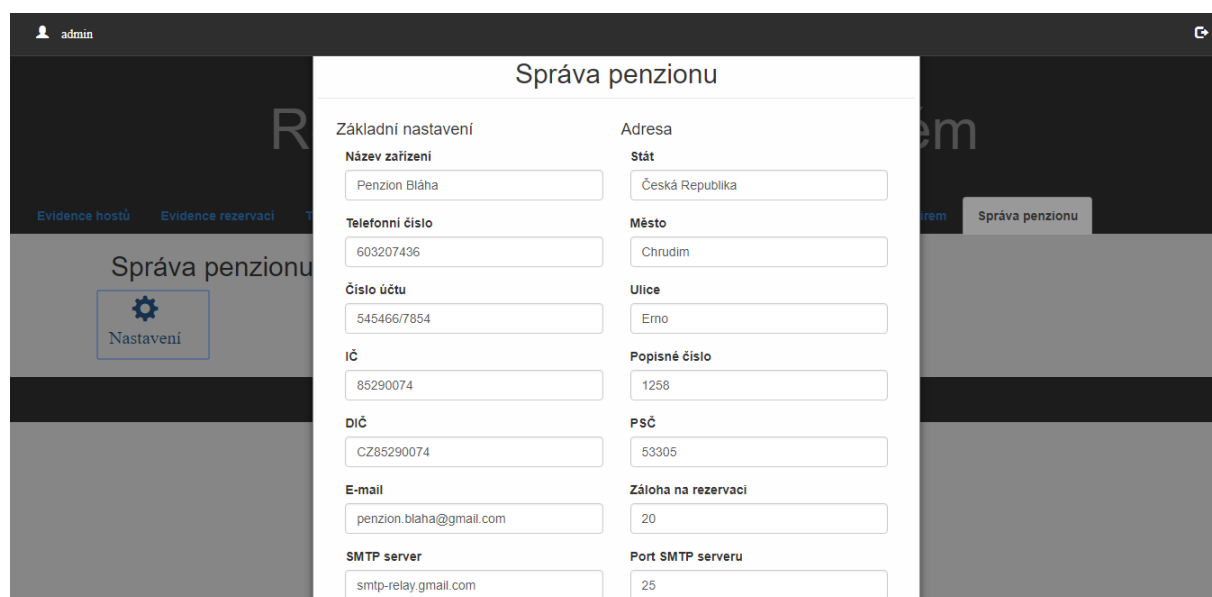 admin
Správa penzionu
Základní nastavení
Adresa
Název zařízení
Stát
Penzion Bláha
Česká Republika
Evidence hostů
Evidence rezervací
Správa penzionu
Telefonní číslo
Město
603207436
Chrudim
Správa penzionu
Číslo účtu
Ulice
545466/7854
Erno
Nastavení
IČ
Popisné číslo
85290074
1258
DIČ
PSČ
CZ85290074
53305
E-mail
Záloha na rezervaci
penzion.blaha@gmail.com
20
SMTP server
Port SMTP serveru
smtp-relay.gmail.com
25